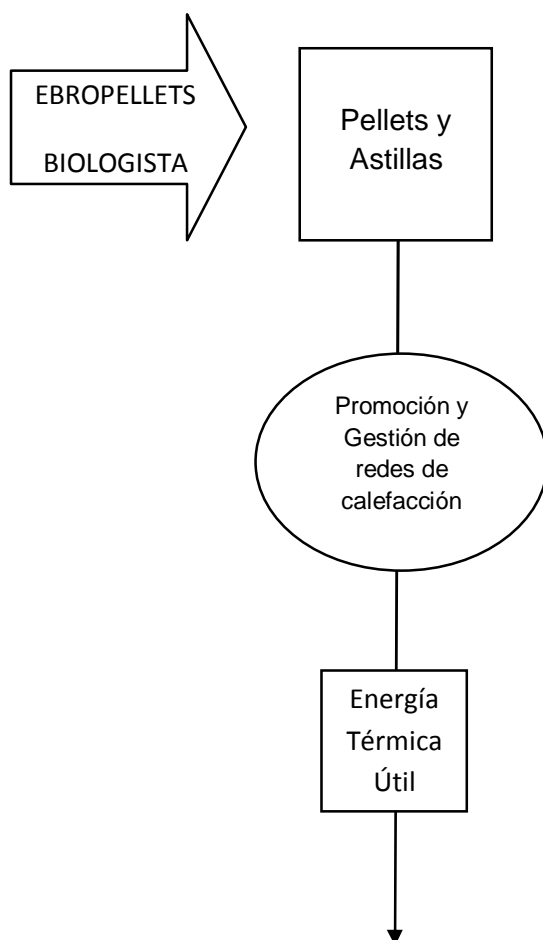 EBROPELLETS
BIOLOGISTA
Pellets y
Astillas
Promoción y
Gestión de
redes de
calefacción
Energía
Térmica
Útil